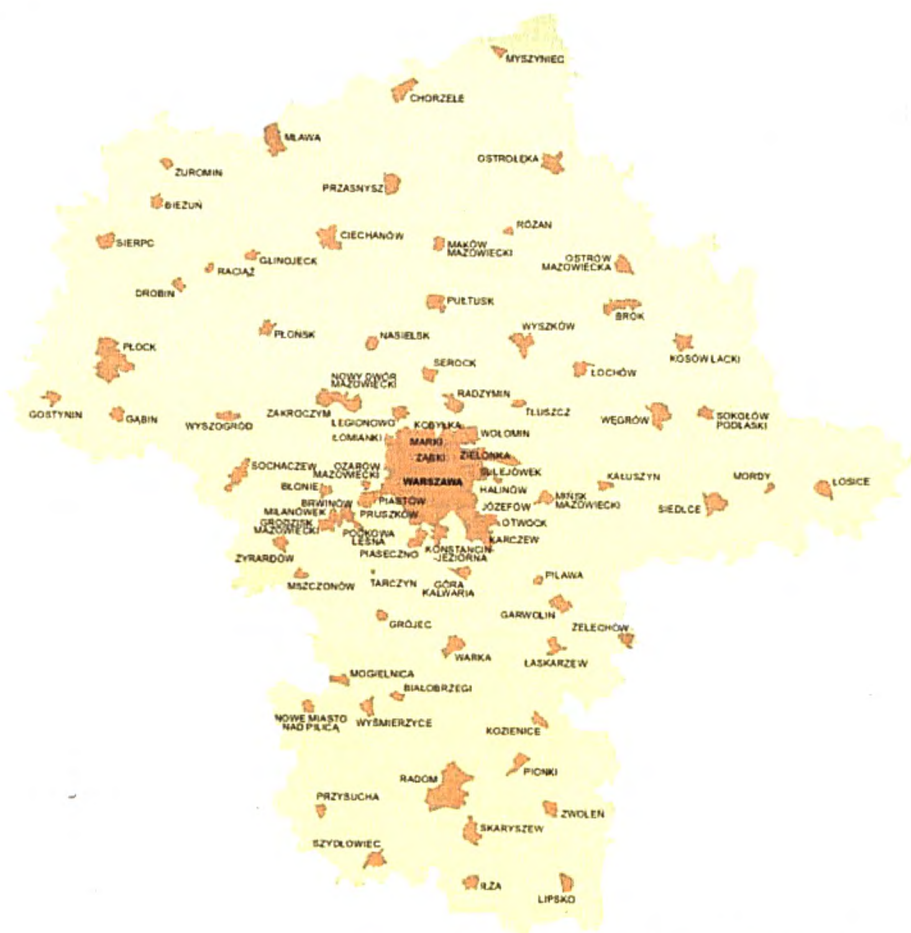 MYSZYNIEC
CHORZELE
MŁAWA
OSTROŁĘKA
ŻUROMIN
PRZASNYSZ
BIEŻUŃ
RÓŻAN
SIERPC
CIECHANÓW
MAKÓW
MAZOWIECKI
GLINOJECK
OSTRÓW
MAZOWIECKA
RACIĄŻ
DROBIN
PUŁTUSK
BROK
PŁOŃSK
NASIELSK
WYSZKÓW
PŁOCK
KOSÓW LACKI
SEROCK
ŁOCHÓW
NOWY DWÓR
MAZOWIECKI
RADZYMIN
GOSTYNIN
GĄBIN
WYSZOGRÓD
ZAKROCZYM
TŁUSZCZ
WĘGRÓW
SOKOŁÓW
PODLASKI
LEGIONOWO
KOBYŁKA
ŁOMIANKI
MARKI
WOŁOMIN
ZĄBKI
ZIELONKA
SOCHACZEW
OŻARÓW
MAZOWIECKI
SULEJÓWEK
WARSZAWA
KAŁUSZYN
MORDY
ŁOSICE
BŁONIE
HALINÓW
BRWINÓW
PIASTÓW
MIŃSK
MAZOWIECKI
MILANÓWEK
PRUSZKÓW
JÓZEFÓW
SIEDLCE
GRODZISK
MAZOWIECKI
OTWOCK
PODKOWA
LEŚNA
KARCZEW
PIASECZNO
KONSTANCIN
-JEZIORNA
ŻYRARDÓW
MSZCZONÓW
TARCZYN
GÓRA
KALWARIA
PILAWA
GARWOLIN
GRÓJEC
ŻELECHÓW
WARKA
ŁASKARZEW
MOGIELNICA
BIAŁOBRZEGI
NOWE MIASTO
NAD PILICĄ
WYŚMIERZYCE
KOZIENICE
RADOM
PIONKI
PRZYSUCHA
ZWOLEŃ
SKARYSZEW
SZYDŁOWIEC
IŁŻA
LIPSKO